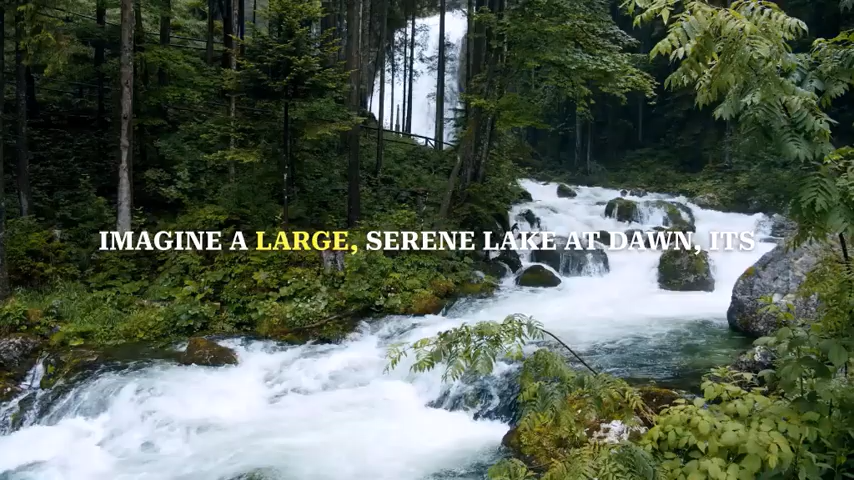 IMAGINE A LARGE, SERENE LAKE AT DAWN, ITS